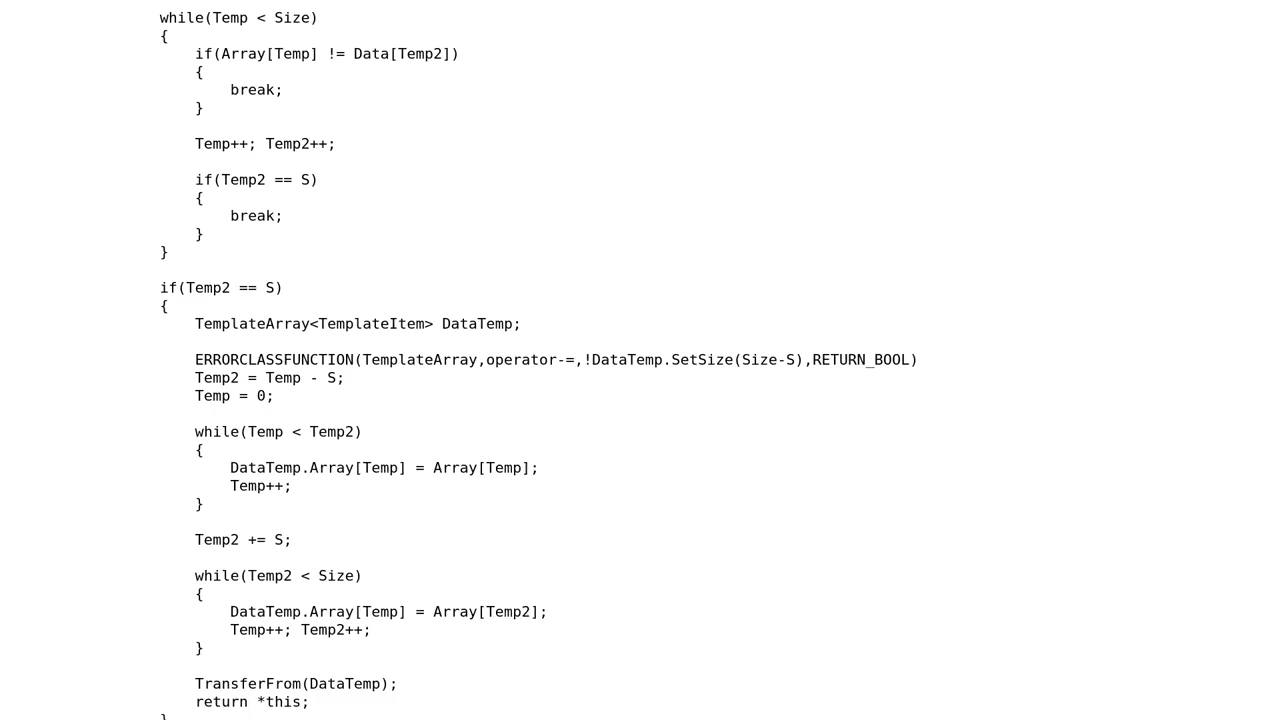 while(Temp < Size)
{
if(Array[Temp] != Data[Temp2])
{
break;
}
Temp++; Temp2++;
if(Temp2 == S)
{
break;
}
}
if(Temp2 == S)
{
TemplateArray<TemplateItem> DataTemp;
ERRORCLASSFUNCTION(TemplateArray,operator-=,!DataTemp.SetSize(Size-S),RETURN_BOOL)
Temp2 = Temp - S;
Temp = 0;
while(Temp < Temp2)
{
DataTemp.Array[Temp] = Array[Temp];
Temp++;
}
Temp2 += S;
while(Temp2 < Size)
{
DataTemp.Array[Temp] = Array[Temp2];
Temp++; Temp2++;
}
TransferFrom(DataTemp);
return *this;
}